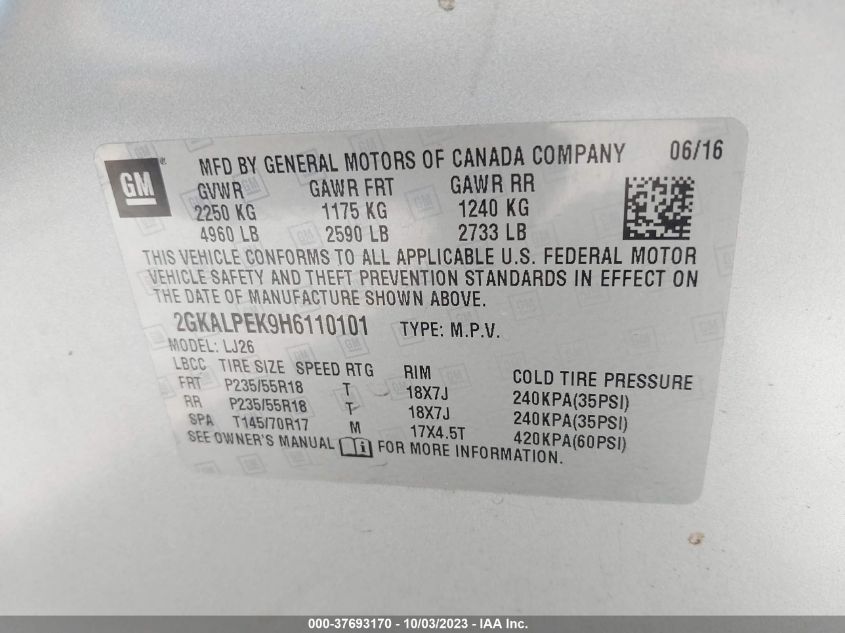 GM
MFD BY GENERAL MOTORS OF CANADA COMPANY 06/16
GVWR GAWR FRT GAWR RR
2250 KG 1175 KG 1240 KG
4960 LB 2590 LB 2733 LB
THIS VEHICLE CONFORMS TO ALL APPLICABLE U.S. FEDERAL MOTOR
VEHICLE SAFETY AND THEFT PREVENTION STANDARDS IN EFFECT ON
THE DATE OF MANUFACTURE SHOWN ABOVE.
2GKALPEK9H6110101 TYPE: M.P.V.
MODEL: LJ26
LBCC TIRE SIZE SPEED RTG RIM COLD TIRE PRESSURE
FRT P235/55R18 T 18X7J 240KPA(35PSI)
RR P235/55R18 T 18X7J 240KPA(35PSI)
SPA T145/70R17 M 17X4.5T 420KPA(60PSI)
SEE OWNER'S MANUAL FOR MORE INFORMATION.
000-37693170 - 10/03/2023 - IAA Inc.